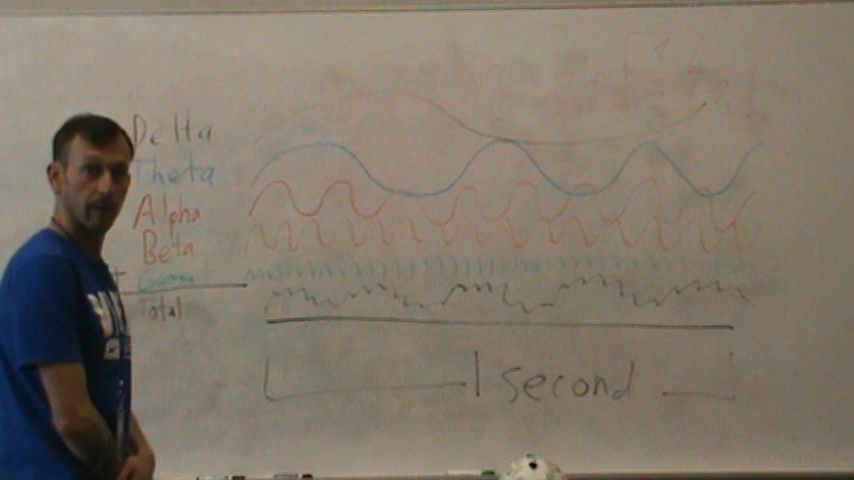 Delta
Theta
Alpha
Beta
+ Gamma
Total
1 second